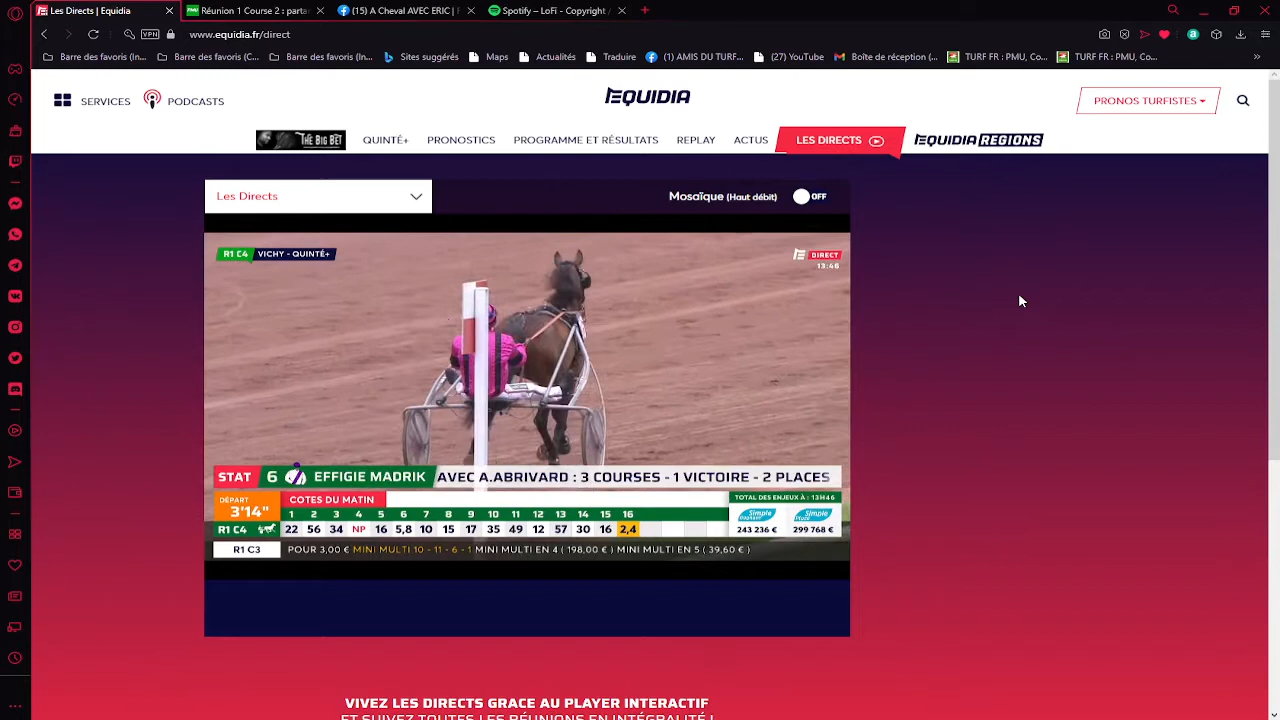 Les Directs | Equidia
Réunion 1 Course 2 : parta
(15) A Cheval AVEC ERIC | F
Spotify – LoFi - Copyright
VPN
www.equidia.fr/direct
Barre des favoris (In...
Barre des favoris (C...
Bing Sites suggérés
Maps
Actualités
Traduire
(1) AMIS DU TURF...
(27) YouTube
Boîte de réception (...
TURF FR : PMU, Co...
TURF FR : PMU, Co...
»
SERVICES
PODCASTS
EQUIDIA
PRONOS TURFISTES
THE BIG BET
QUINTÉ+
PRONOSTICS
PROGRAMME ET RÉSULTATS
REPLAY
ACTUS
LES DIRECTS
EQUIDIA REGIONS
Les Directs
Mosaïque (Haut débit)
OFF
R1 C4 VICHY - QUINTÉ+
DIRECT
13:46
STAT 6 EFFIGIE MADRIK AVEC A.ABRIVARD : 3 COURSES - 1 VICTOIRE - 2 PLACES
DÉPART
3'14"
COTES DU MATIN
TOTAL DES ENJEUX À : 13H46
1 2 3 4 5 6 7 8 9 10 11 12 13 14 15 16
Simple Simple
R1 C4 22 56 34 NP 16 5,8 10 15 17 35 49 12 57 30 16 2,4
243 236 € 299 768 €
R1 C3 POUR 3,00 € MINI MULTI 10 - 11 - 6 - 1 MINI MULTI EN 4 ( 198,00 € ) MINI MULTI EN 5 ( 39,60 € )
VIVEZ LES DIRECTS GRACE AU PLAYER INTERACTIF
ET SUIVEZ TOUTES LES RÉUNIONS EN INTÉGRALITÉ !